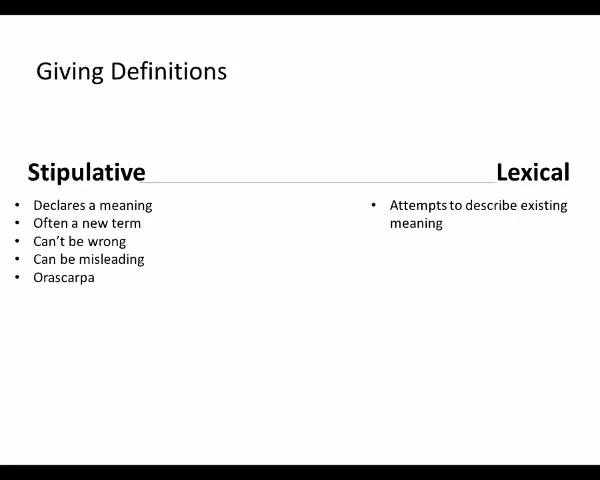 Giving Definitions
Stipulative
Lexical
• Declares a meaning
• Often a new term
• Can't be wrong
• Can be misleading
• Orascarpa
• Attempts to describe existing
meaning